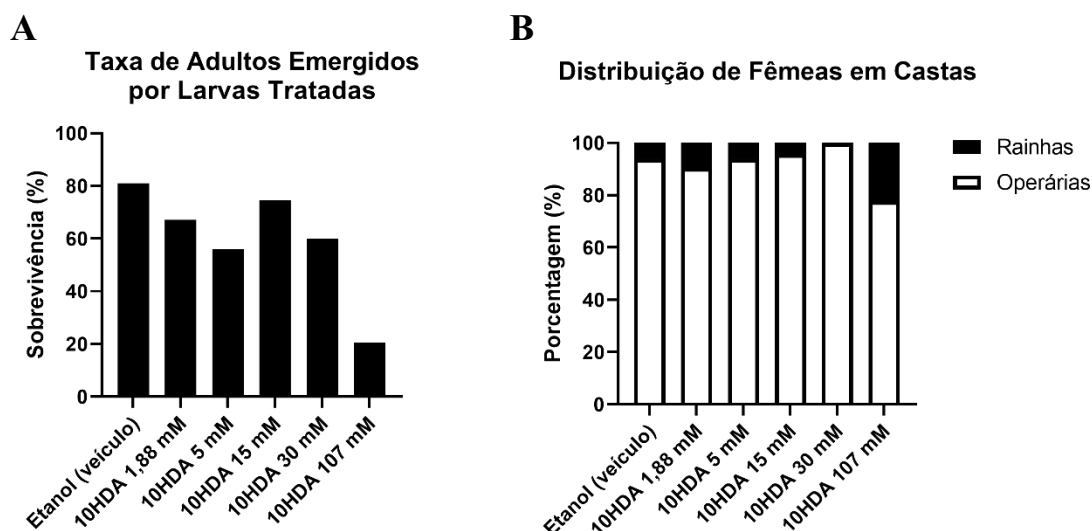 A
Taxa de Adultos Emergidos
por Larvas Tratadas
Sobrevivência (%)
100
80
60
40
20
0
Etanol (veículo)
10HDA 1,88 mM
10HDA 5 mM
10HDA 15 mM
10HDA 30 mM
10HDA 107 mM
B
Distribuição de Fêmeas em Castas
Porcentagem (%)
100
80
60
40
20
0
Etanol (veículo)
10HDA 1,88 mM
10HDA 5 mM
10HDA 15 mM
10HDA 30 mM
10HDA 107 mM
Rainhas
Operárias